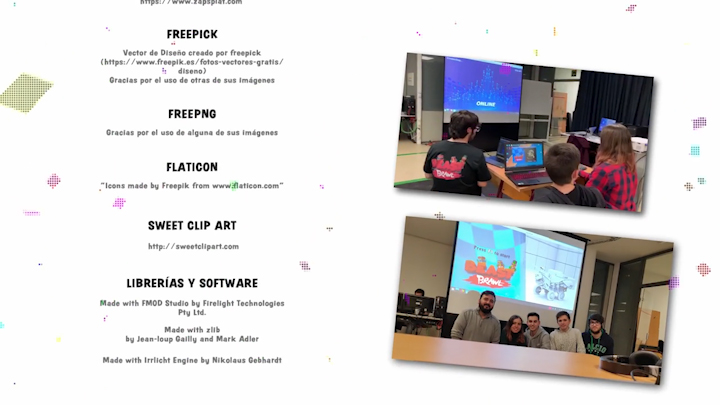 https://www.zapsplat.com
FREEPICK
Vector de Diseño creado por freepick
(https://www.freepik.es/fotos-vectores-gratis/
diseno)
Gracias por el uso de otras de sus imágenes
FREEPNG
Gracias por el uso de alguna de sus imágenes
FLATICON
"Icons made by Freepik from www.flaticon.com"
SWEET CLIP ART
http://sweetclipart.com
LIBRERÍAS Y SOFTWARE
Made with FMOD Studio by Firelight Technologies
Pty Ltd.
Made with zlib
by Jean-loup Gailly and Mark Adler
Made with Irrlicht Engine by Nikolaus Gebhardt
ONLINE
BRAWL